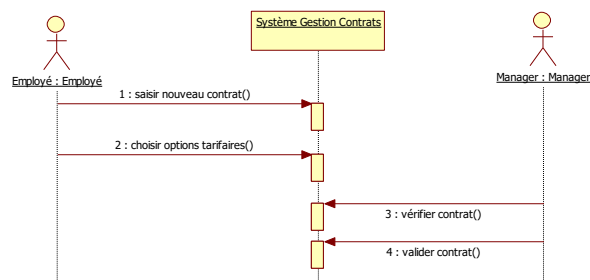 Système Gestion Contrats
Employé : Employé
Manager : Manager
1 : saisir nouveau contrat()
2 : choisir options tarifaires()
3 : vérifier contrat()
4 : valider contrat()